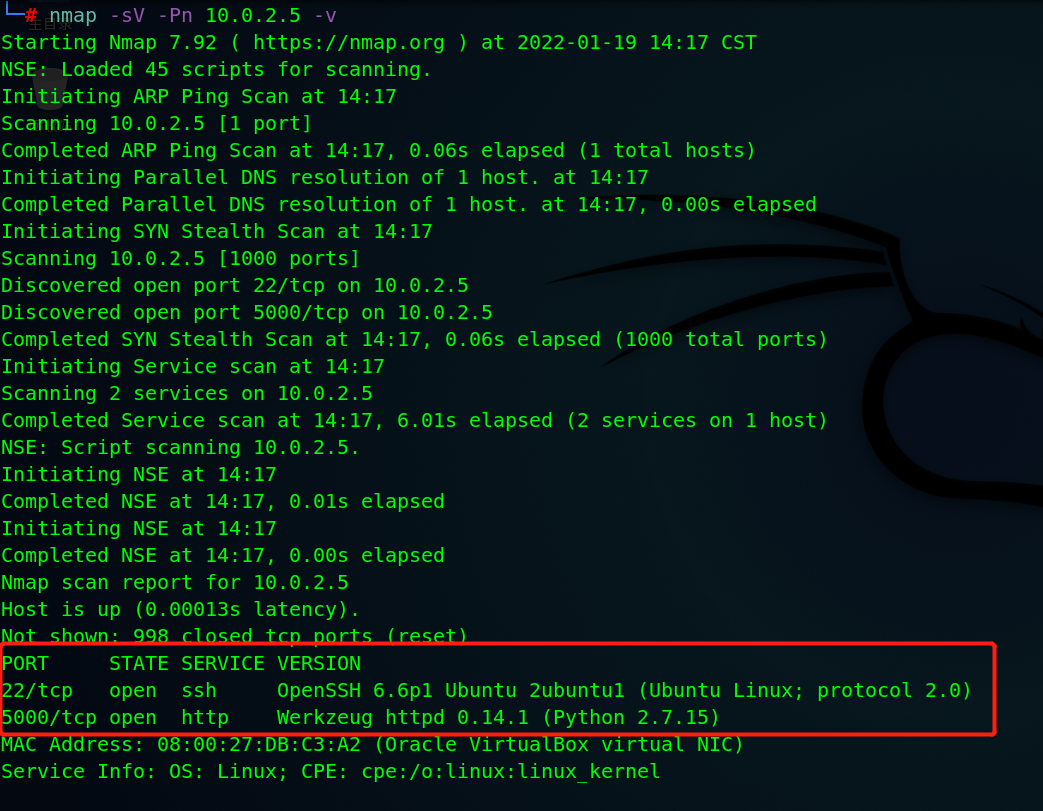 └─# nmap -sV -Pn 10.0.2.5 -v
主目录
Starting Nmap 7.92 ( https://nmap.org ) at 2022-01-19 14:17 CST
NSE: Loaded 45 scripts for scanning.
Initiating ARP Ping Scan at 14:17
Scanning 10.0.2.5 [1 port]
Completed ARP Ping Scan at 14:17, 0.06s elapsed (1 total hosts)
Initiating Parallel DNS resolution of 1 host. at 14:17
Completed Parallel DNS resolution of 1 host. at 14:17, 0.00s elapsed
Initiating SYN Stealth Scan at 14:17
Scanning 10.0.2.5 [1000 ports]
Discovered open port 22/tcp on 10.0.2.5
Discovered open port 5000/tcp on 10.0.2.5
Completed SYN Stealth Scan at 14:17, 0.06s elapsed (1000 total ports)
Initiating Service scan at 14:17
Scanning 2 services on 10.0.2.5
Completed Service scan at 14:17, 6.01s elapsed (2 services on 1 host)
NSE: Script scanning 10.0.2.5.
Initiating NSE at 14:17
Completed NSE at 14:17, 0.01s elapsed
Initiating NSE at 14:17
Completed NSE at 14:17, 0.00s elapsed
Nmap scan report for 10.0.2.5
Host is up (0.00013s latency).
Not shown: 998 closed tcp ports (reset)
PORT     STATE SERVICE VERSION
22/tcp   open  ssh     OpenSSH 6.6p1 Ubuntu 2ubuntu1 (Ubuntu Linux; protocol 2.0)
5000/tcp open  http    Werkzeug httpd 0.14.1 (Python 2.7.15)
MAC Address: 08:00:27:DB:C3:A2 (Oracle VirtualBox virtual NIC)
Service Info: OS: Linux; CPE: cpe:/o:linux:linux_kernel